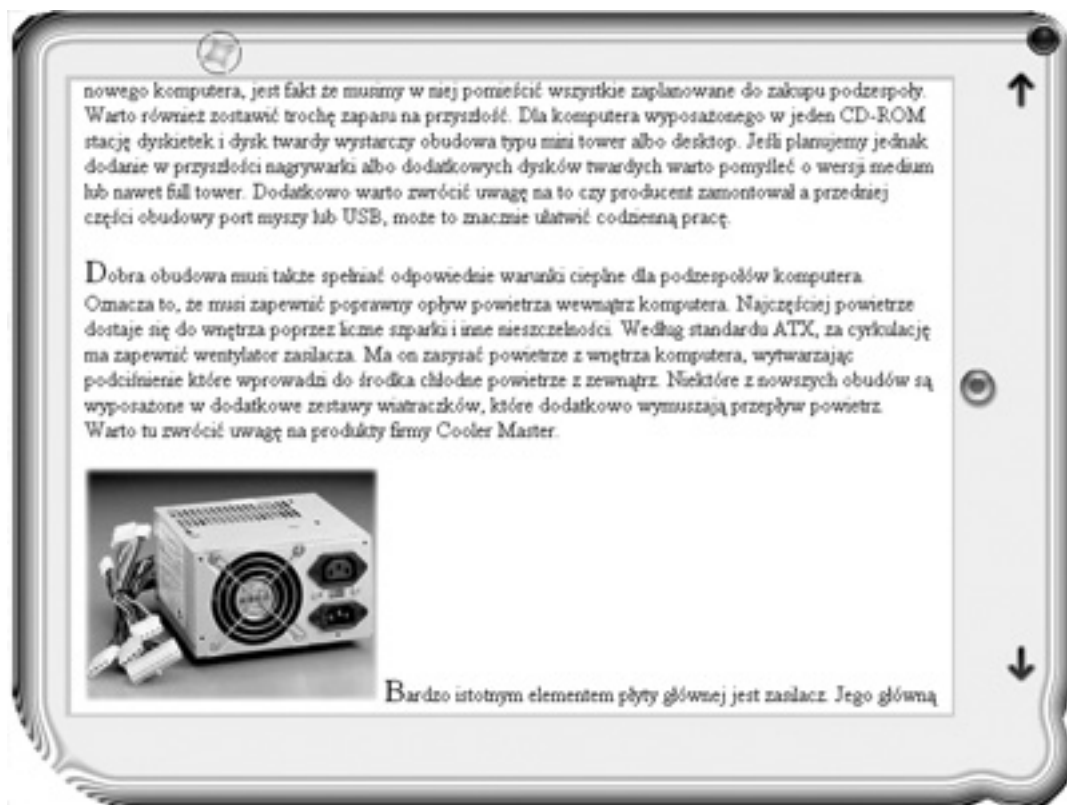 nowego komputera, jest fakt że musimy w niej pomieścić wszystkie zaplanowane do zakupu podzespoły.
Warto również zostawić trochę zapasu na przyszłość. Dla komputera wyposażonego w jeden CD-ROM
stację dyskietek i dysk twardy wystarczy obudowa typu mini tower albo desktop. Jeśli planujemy jednak
dodanie w przyszłości nagrywarki albo dodatkowych dysków twardych warto pomyśleć o wersji medium
lub nawet full tower. Dodatkowo warto zwrócić uwagę na to czy producent zamontował a przedniej
części obudowy port myszy lub USB, może to znacznie ułatwić codzienną pracę.
Dobra obudowa musi także spełniać odpowiednie warunki cieplne dla podzespołów komputera.
Oznacza to, że musi zapewnić poprawny opływ powietrza wewnątrz komputera. Najczęściej powietrze
dostaje się do wnętrza poprzez liczne szparki i inne nieszczelności. Według standardu ATX, za cyrkulację
ma zapewnić wentylator zasilacza. Ma on zasysać powietrze z wnętrza komputera, wytwarzając
podciśnienie które wprowadzi do środka chłodne powietrze z zewnątrz. Niektóre z nowszych obudów są
wyposażone w dodatkowe zestawy wiatraczków, które dodatkowo wymuszają przepływ powietrz.
Warto tu zwrócić uwagę na produkty firmy Cooler Master.
Bardzo istotnym elementem płyty głównej jest zasilacz. Jego główną